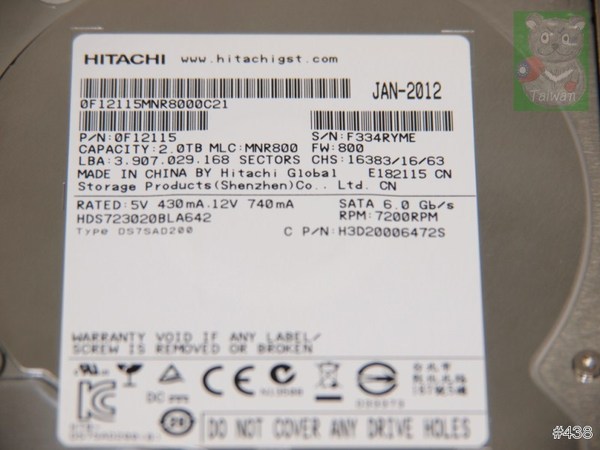 HITACHI www.hitachigst.com
JAN-2012
0F12115MNR8000C21
P/N:0F12115 S/N:F334RYME
CAPACITY:2.0TB MLC:MNR800 FW:800
LBA:3.907.029.168 SECTORS CHS:16383/16/63
MADE IN CHINA BY Hitachi Global E182115 CN
Storage Products(Shenzhen)Co.. Ltd. CN
RATED:5V 430mA.12V 740mA SATA 6.0 Gb/s
HDS723020BLA642 RPM:7200RPM
Type DS7SAD200 C P/N:H3D20006472S
WARRANTY VOID IF ANY LABEL/
SCREW IS REMOVED OR BROKEN
CE
DC
DO NOT COVER ANY DRIVE HOLES
Taiwan
#438